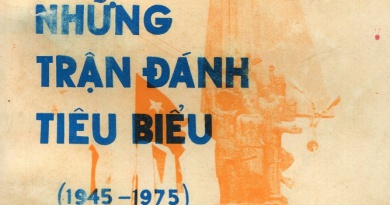 NHỮNG
TRẬN ĐÁNH
TIÊU BIỂU
(1945-1975)